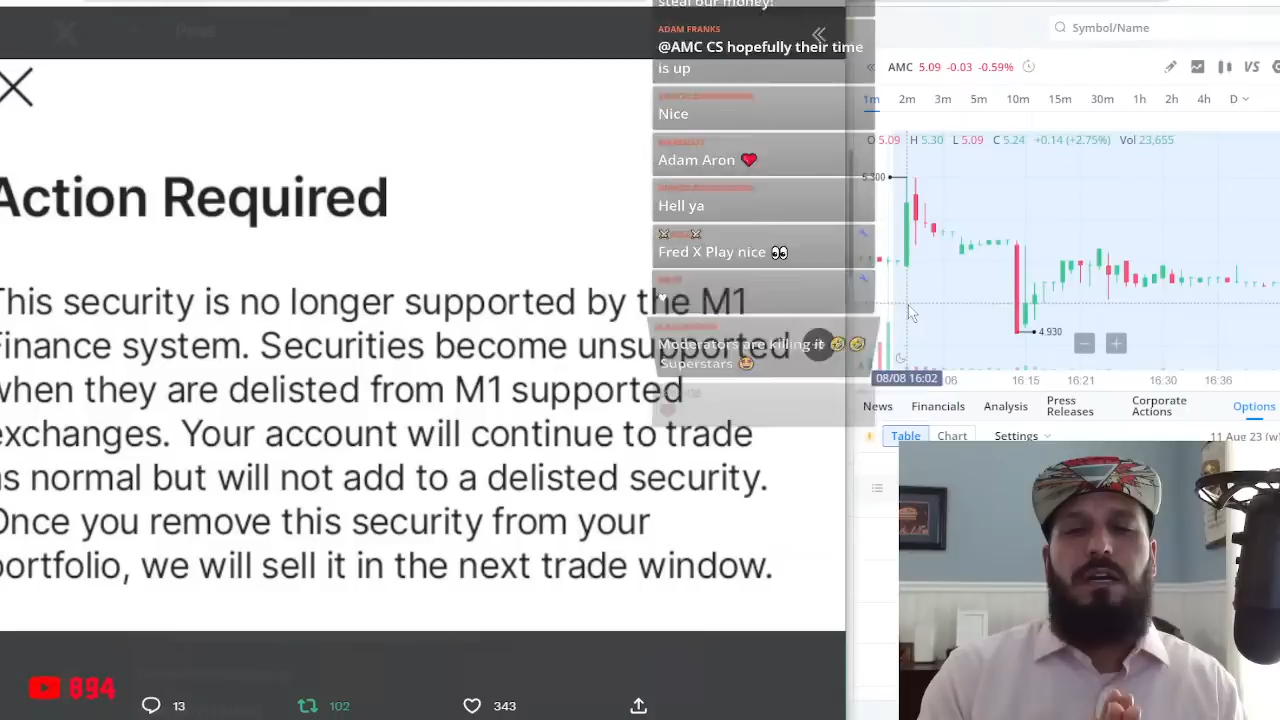 steal our money!
ADAM FRANKS
@AMC CS hopefully their time
is up
Nice
Adam Aron ❤️
Hell ya
Fred X Play nice 👀
Moderators are killing it 🤣🤣
Superstars 🤩
Action Required
This security is no longer supported by the M1
Finance system. Securities become unsupported
when they are delisted from M1 supported
exchanges. Your account will continue to trade
as normal but will not add to a delisted security.
Once you remove this security from your
portfolio, we will sell it in the next trade window.
894
13
102
343
Symbol/Name
AMC 5.09 -0.03 -0.59%
VS
1m 2m 3m 5m 10m 15m 30m 1h 2h 4h D
O 5.09 H 5.30 L 5.09 C 5.24 +0.14 (+2.75%) Vol 23,655
5.300
4.930
08/08 16:02 06 16:15 16:21 16:30 16:36
News Financials Analysis Press Releases Corporate Actions Options
Table Chart Settings 11 Aug 23